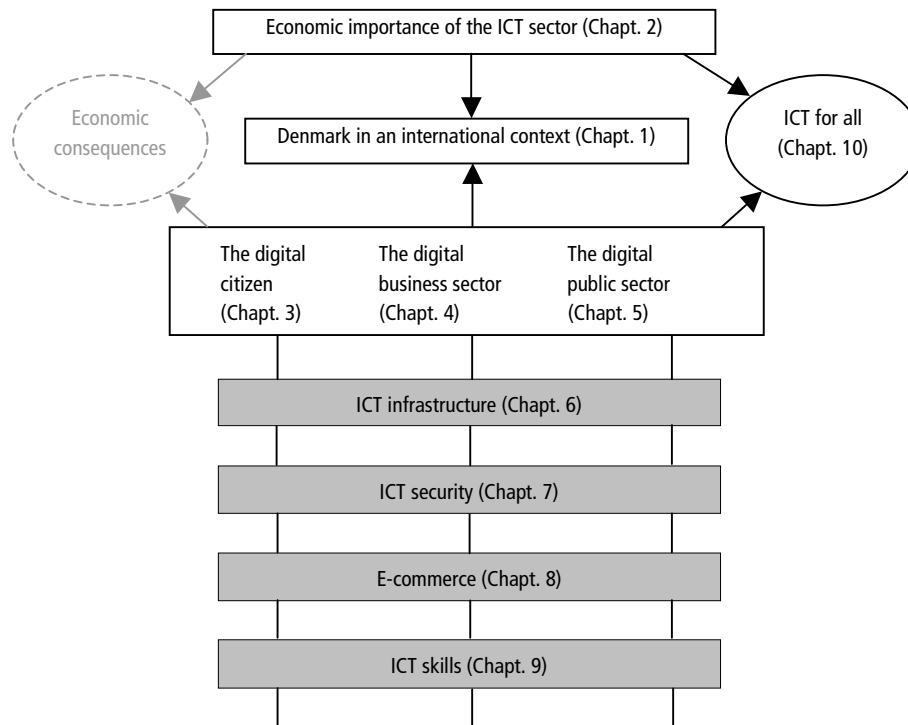 Economic importance of the ICT sector (Chapt. 2)
Economic
consequences
Denmark in an international context (Chapt. 1)
ICT for all
(Chapt. 10)
The digital
citizen
(Chapt. 3)
The digital
business sector
(Chapt. 4)
The digital
public sector
(Chapt. 5)
ICT infrastructure (Chapt. 6)
ICT security (Chapt. 7)
E-commerce (Chapt. 8)
ICT skills (Chapt. 9)